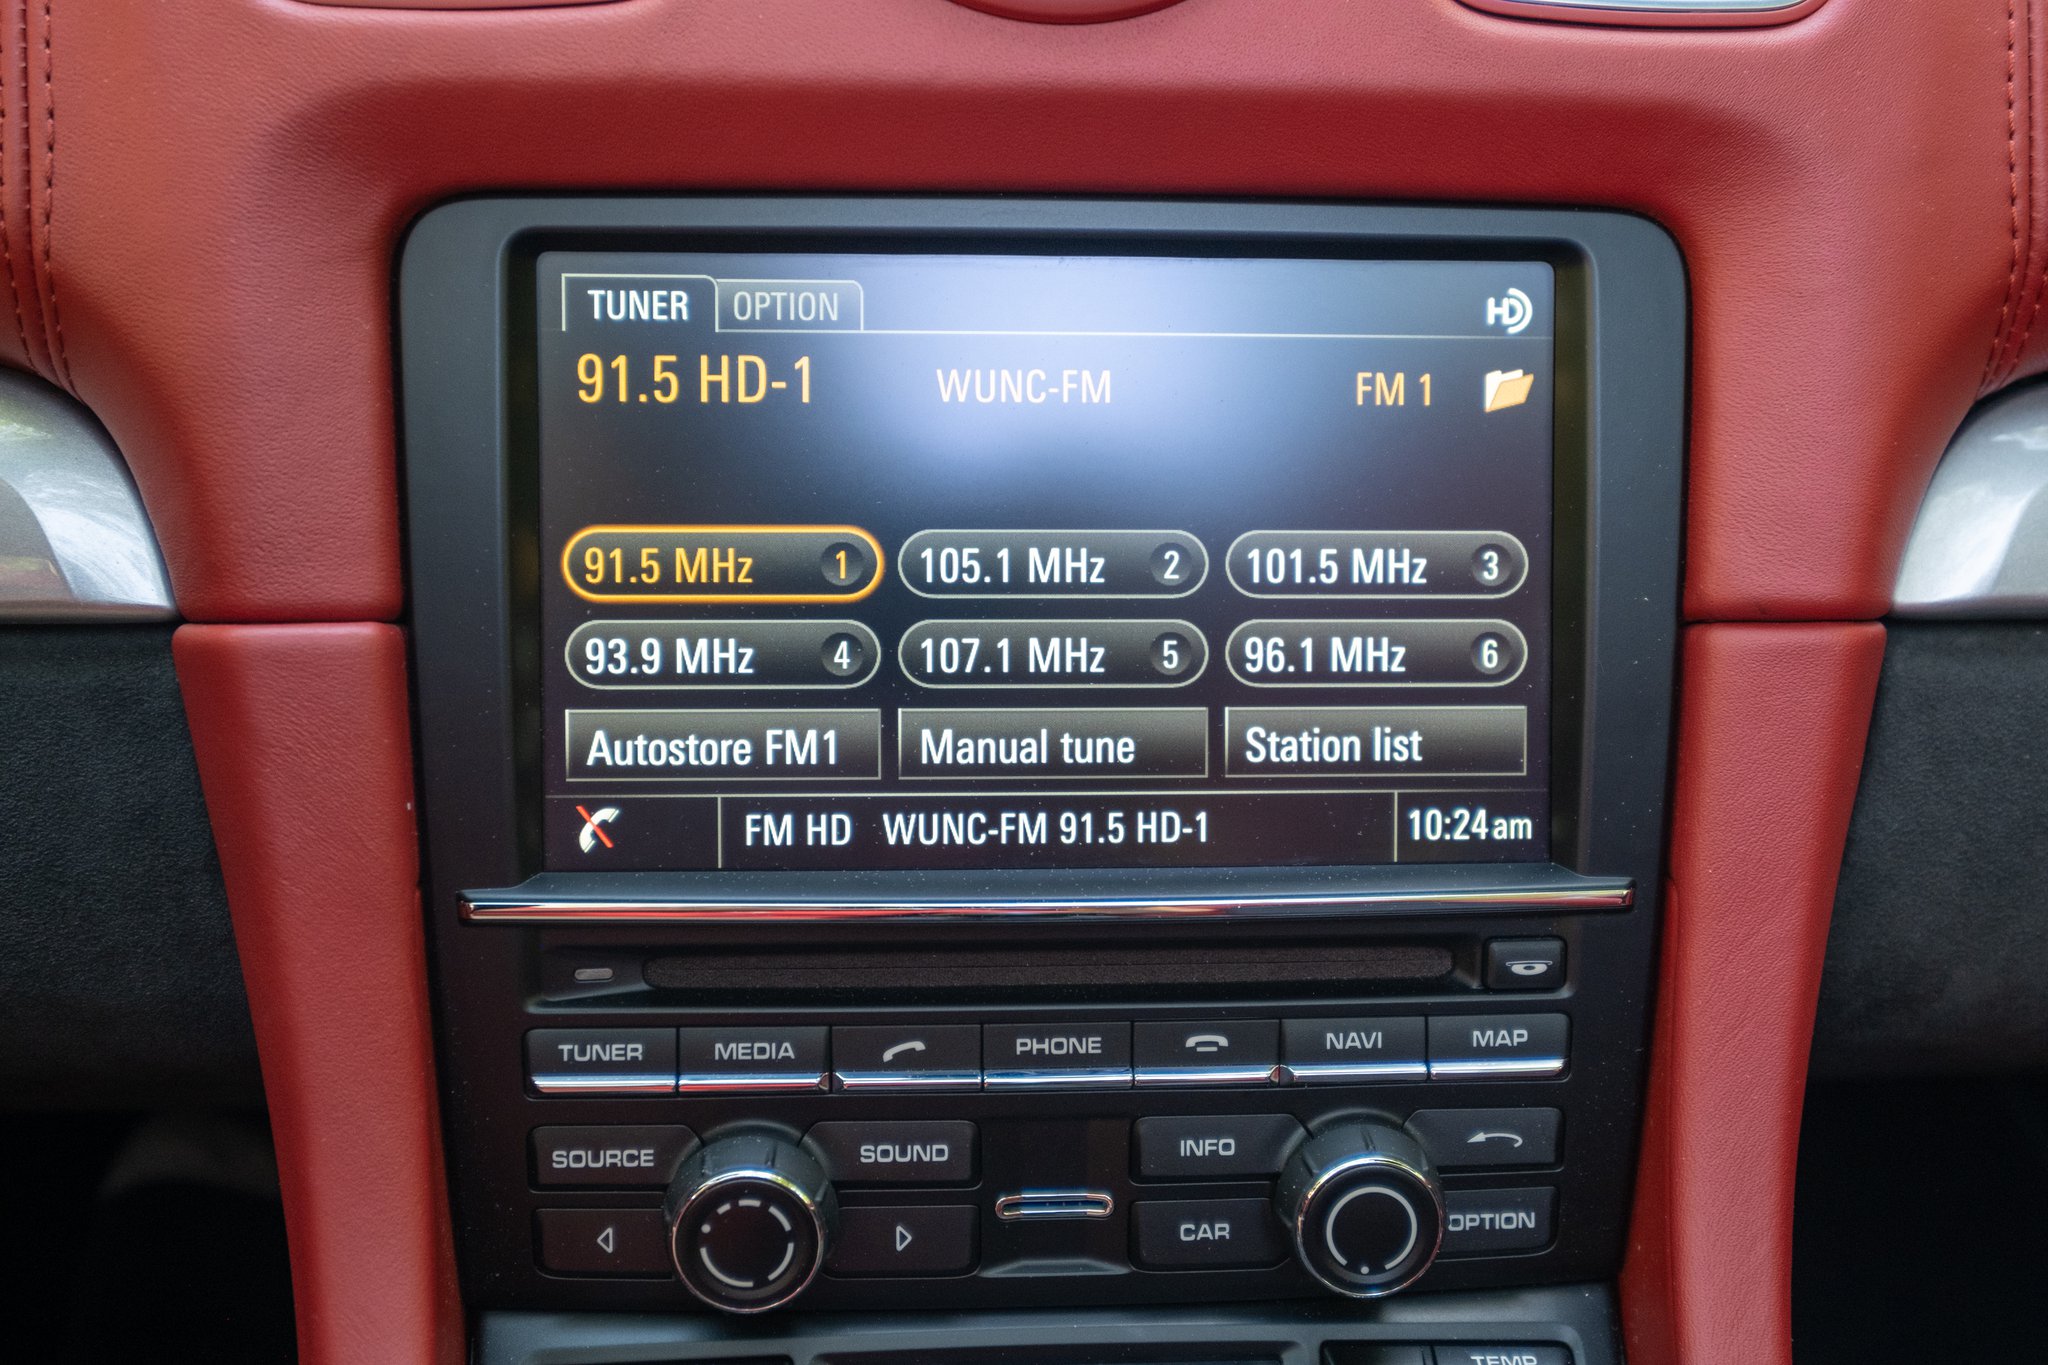 TUNER OPTION HD
91.5 HD-1 WUNC-FM FM 1
91.5 MHz 1 105.1 MHz 2 101.5 MHz 3
93.9 MHz 4 107.1 MHz 5 96.1 MHz 6
Autostore FM1 Manual tune Station list
FM HD WUNC-FM 91.5 HD-1 10:24am
TUNER MEDIA PHONE NAVI MAP
SOURCE SOUND INFO
CAR OPTION
TEMP